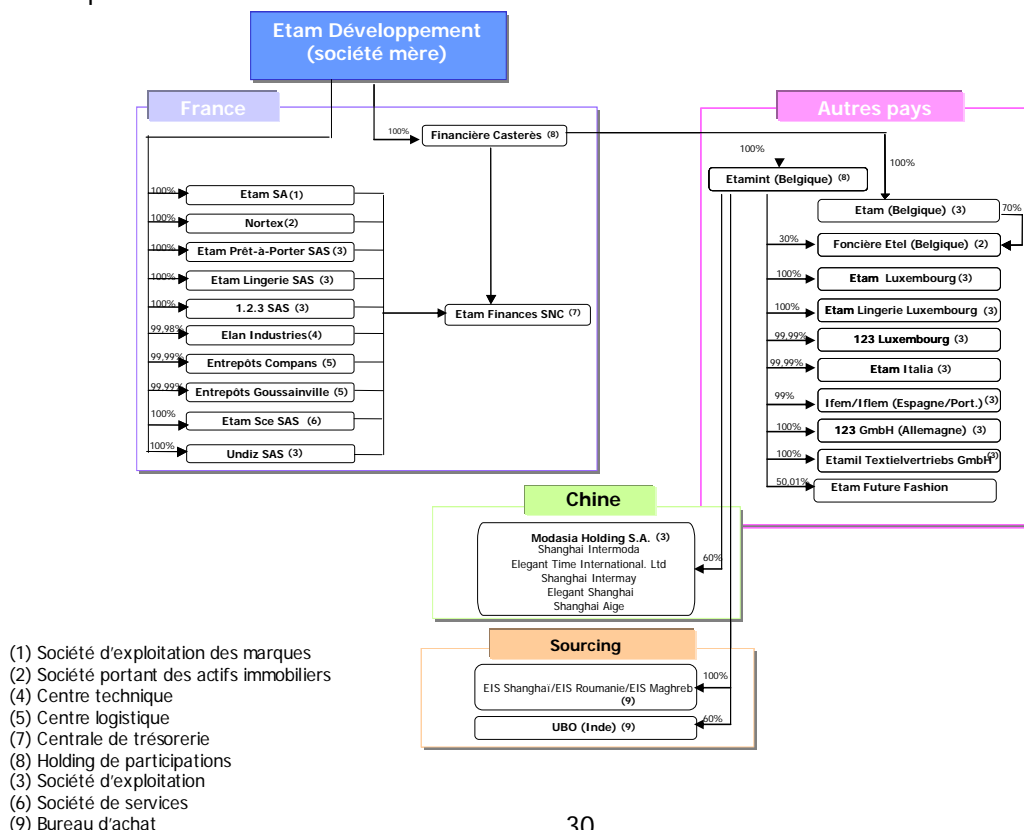 Etam Développement
(société mère)
France
Autres pays
100%
Financière Casterès (8)
100%
100%
Etamint (Belgique) (8)
100%
Etam SA(1)
100%
Nortex(2)
100%
Etam Prêt-à-Porter SAS (3)
100%
Etam Lingerie SAS (3)
100%
1.2.3 SAS (3)
99,98%
Elan Industries(4)
99,99%
Entrepôts Compans (5)
99,99%
Entrepôts Goussainville (5)
100%
Etam Sce SAS (6)
100%
Undiz SAS (3)
Etam Finances SNC (7)
Etam (Belgique) (3)
70%
30%
Foncière Etel (Belgique) (2)
100%
Etam Luxembourg (3)
100%
Etam Lingerie Luxembourg (3)
99,99%
123 Luxembourg (3)
99,99%
Etam Italia (3)
99%
Ifem/Iflem (Espagne/Port.) (3)
100%
123 GmbH (Allemagne) (3)
100%
Etamil Textielvertriebs GmbH (3)
50,01%
Etam Future Fashion
Chine
Modasia Holding S.A. (3)
Shanghai Intermoda
Elegant Time International. Ltd
Shanghai Intermay
Elegant Shanghai
Shanghai Aige
60%
Sourcing
EIS Shanghaï/EIS Roumanie/EIS Maghreb
(9)
100%
UBO (Inde) (9)
60%
(1) Société d'exploitation des marques
(2) Société portant des actifs immobiliers
(4) Centre technique
(5) Centre logistique
(7) Centrale de trésorerie
(8) Holding de participations
(3) Société d'exploitation
(6) Société de services
(9) Bureau d'achat
30